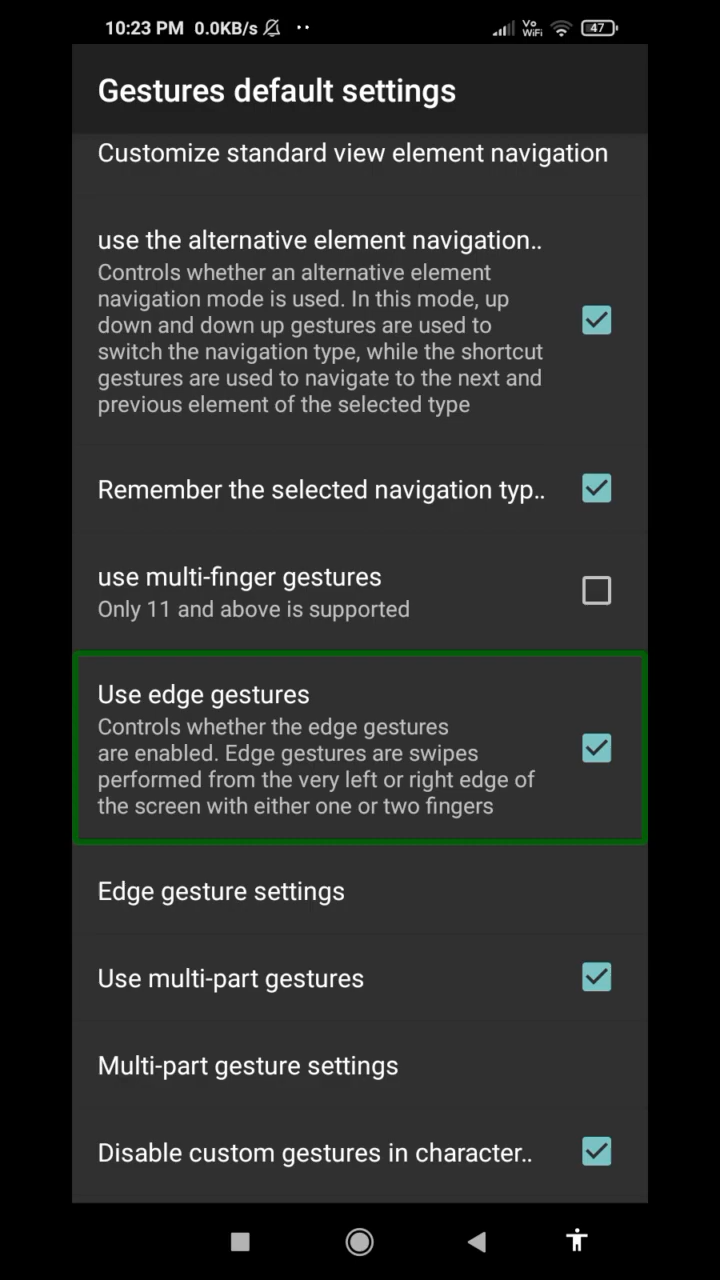 10:23 PM 0.0KB/s Vo WiFi 47
Gestures default settings
Customize standard view element navigation
use the alternative element navigation..
Controls whether an alternative element
navigation mode is used. In this mode, up
down and down up gestures are used to
switch the navigation type, while the shortcut
gestures are used to navigate to the next and
previous element of the selected type
Remember the selected navigation typ..
use multi-finger gestures
Only 11 and above is supported
Use edge gestures
Controls whether the edge gestures
are enabled. Edge gestures are swipes
performed from the very left or right edge of
the screen with either one or two fingers
Edge gesture settings
Use multi-part gestures
Multi-part gesture settings
Disable custom gestures in character..